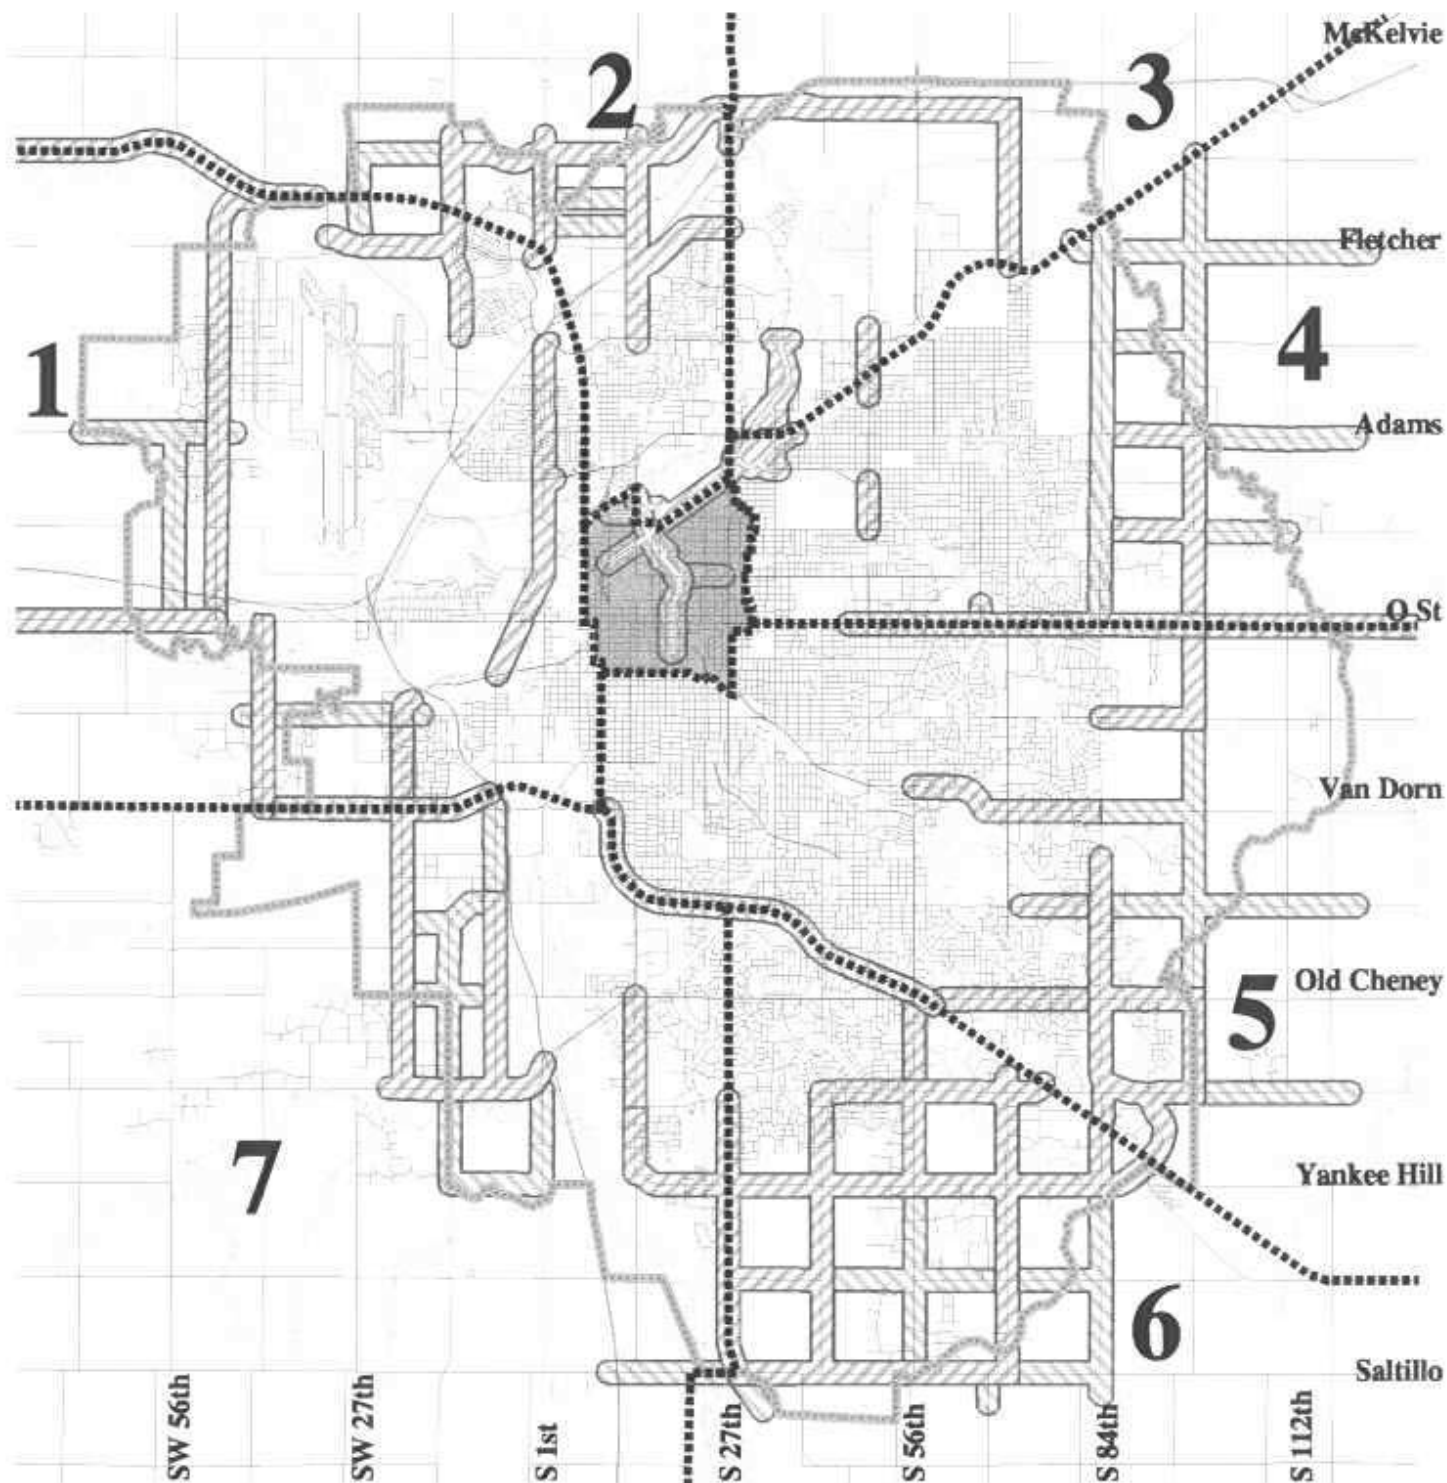 McKelvie
2
3
Fletcher
4
1
Adams
O St
Van Dorn
Old Cheney
5
7
Yankee Hill
6
Saltillo
SW 56th
SW 27th
S 1st
S 27th
S 56th
S 84th
S 112th